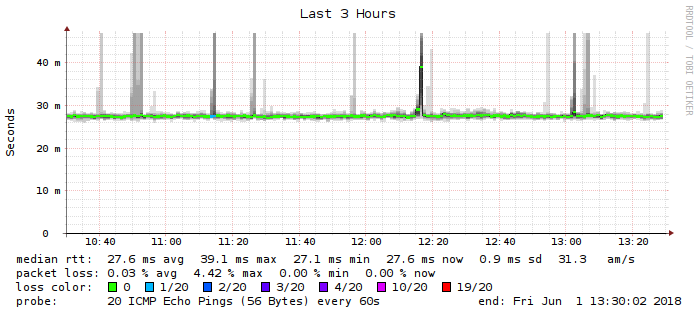 Last 3 Hours
RRDTOOL / TOBI OETIKER
Seconds
40 m
30 m
20 m
10 m
0
10:40 11:00 11:20 11:40 12:00 12:20 12:40 13:00 13:20
median rtt: 27.6 ms avg 39.1 ms max 27.1 ms min 27.6 ms now 0.9 ms sd 31.3 am/s
packet loss: 0.03 % avg 4.42 % max 0.00 % min 0.00 % now
loss color: 0 1/20 2/20 3/20 4/20 10/20 19/20
probe: 20 ICMP Echo Pings (56 Bytes) every 60s end: Fri Jun 1 13:30:02 2018